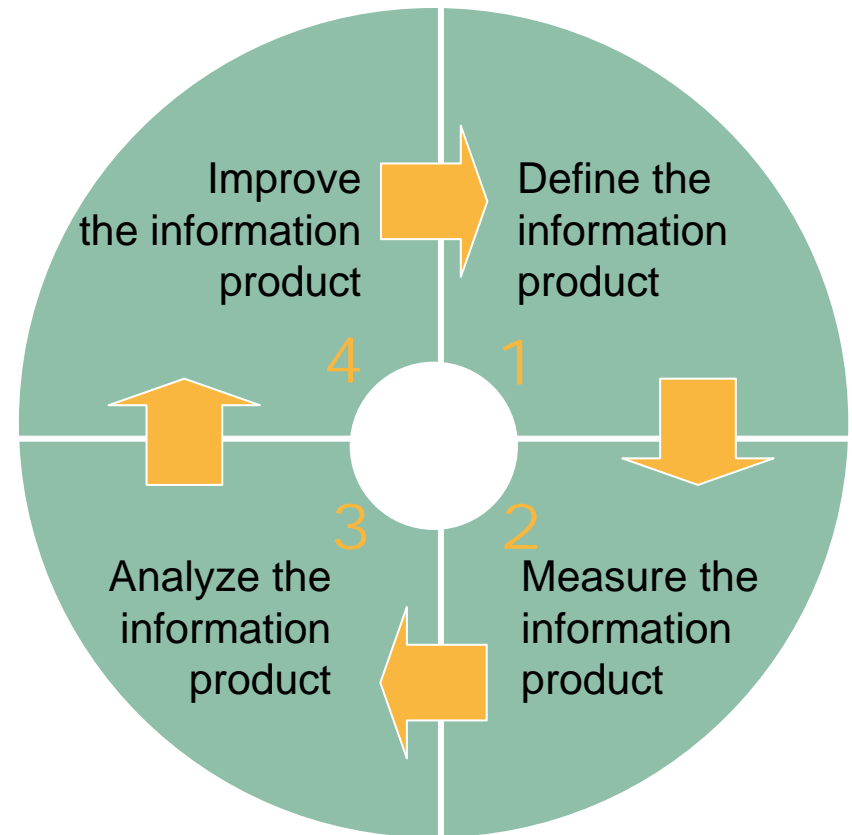 Improve
the information
product
4
Define the
information
product
1
Analyze the
information
product
3
Measure the
information
product
2